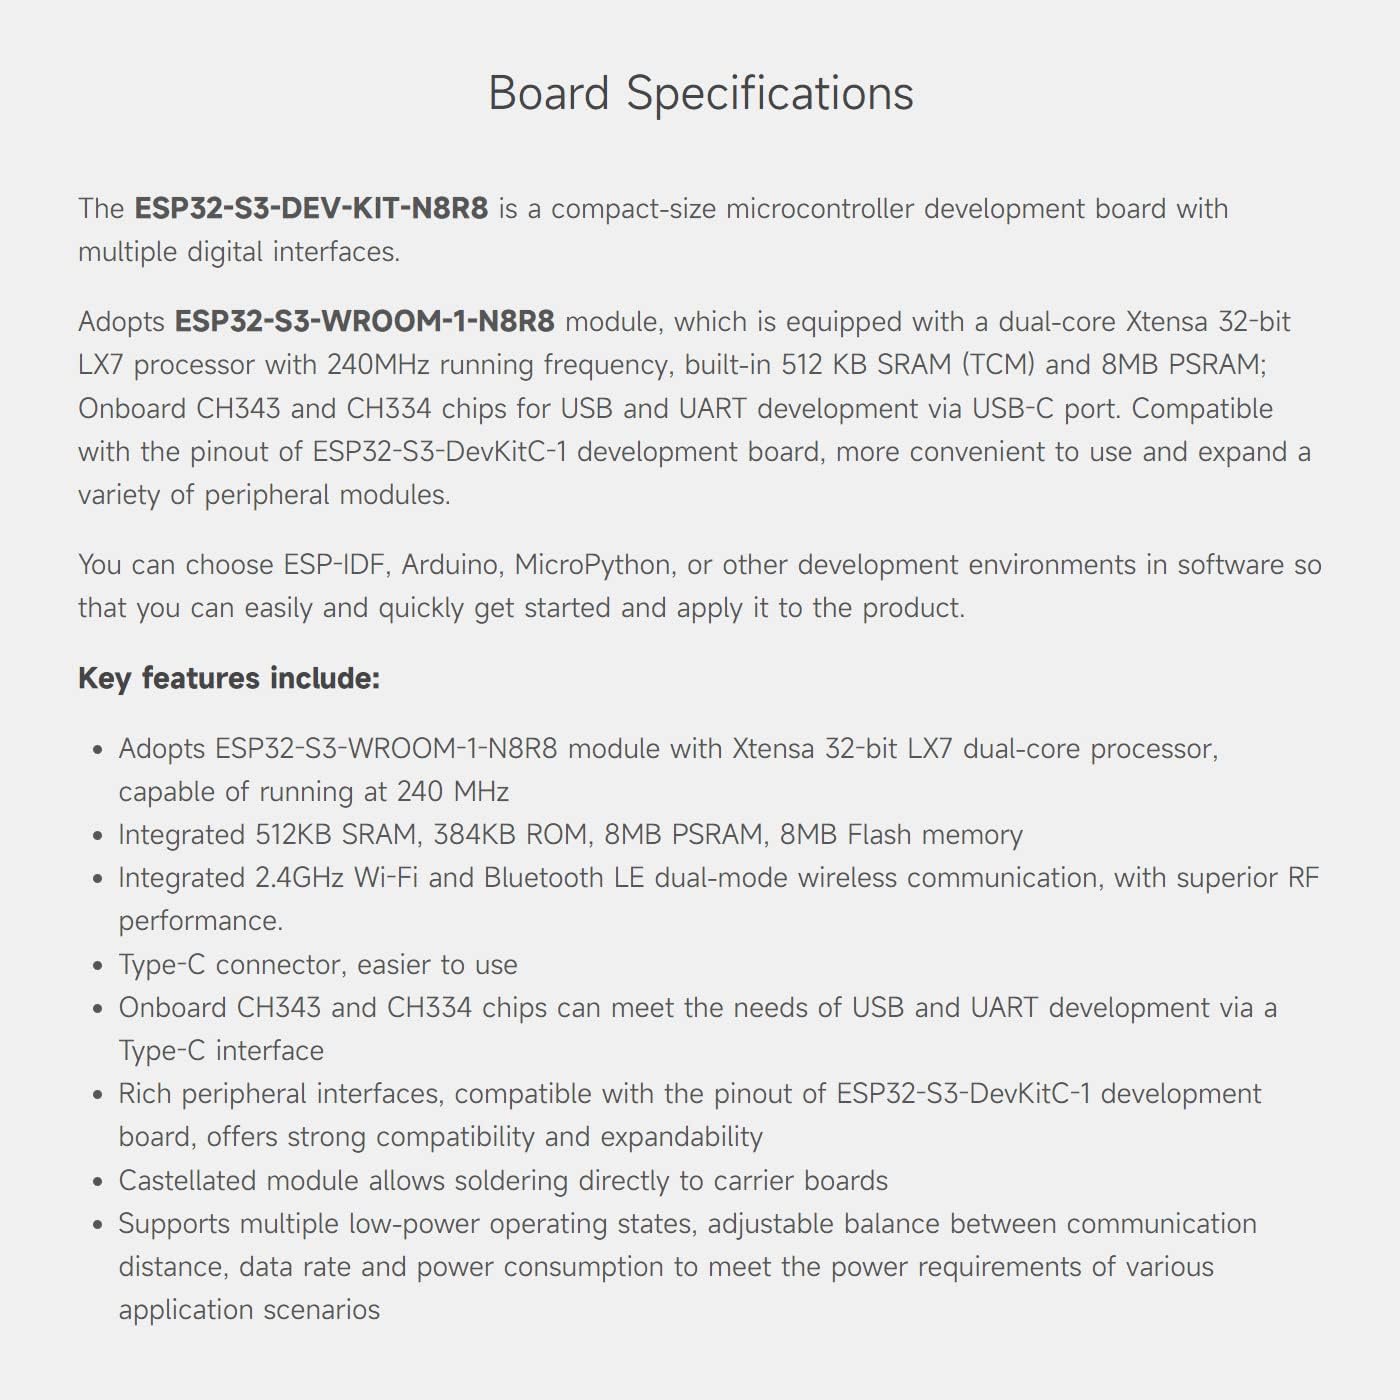 Board Specifications
The ESP32-S3-DEV-KIT-N8R8 is a compact-size microcontroller development board with
multiple digital interfaces.
Adopts ESP32-S3-WROOM-1-N8R8 module, which is equipped with a dual-core Xtensa 32-bit
LX7 processor with 240MHz running frequency, built-in 512 KB SRAM (TCM) and 8MB PSRAM;
Onboard CH343 and CH334 chips for USB and UART development via USB-C port. Compatible
with the pinout of ESP32-S3-DevKitC-1 development board, more convenient to use and expand a
variety of peripheral modules.
You can choose ESP-IDF, Arduino, MicroPython, or other development environments in software so
that you can easily and quickly get started and apply it to the product.
Key features include:
• Adopts ESP32-S3-WROOM-1-N8R8 module with Xtensa 32-bit LX7 dual-core processor,
capable of running at 240 MHz
• Integrated 512KB SRAM, 384KB ROM, 8MB PSRAM, 8MB Flash memory
• Integrated 2.4GHz Wi-Fi and Bluetooth LE dual-mode wireless communication, with superior RF
performance.
• Type-C connector, easier to use
• Onboard CH343 and CH334 chips can meet the needs of USB and UART development via a
Type-C interface
• Rich peripheral interfaces, compatible with the pinout of ESP32-S3-DevKitC-1 development
board, offers strong compatibility and expandability
• Castellated module allows soldering directly to carrier boards
• Supports multiple low-power operating states, adjustable balance between communication
distance, data rate and power consumption to meet the power requirements of various
application scenarios